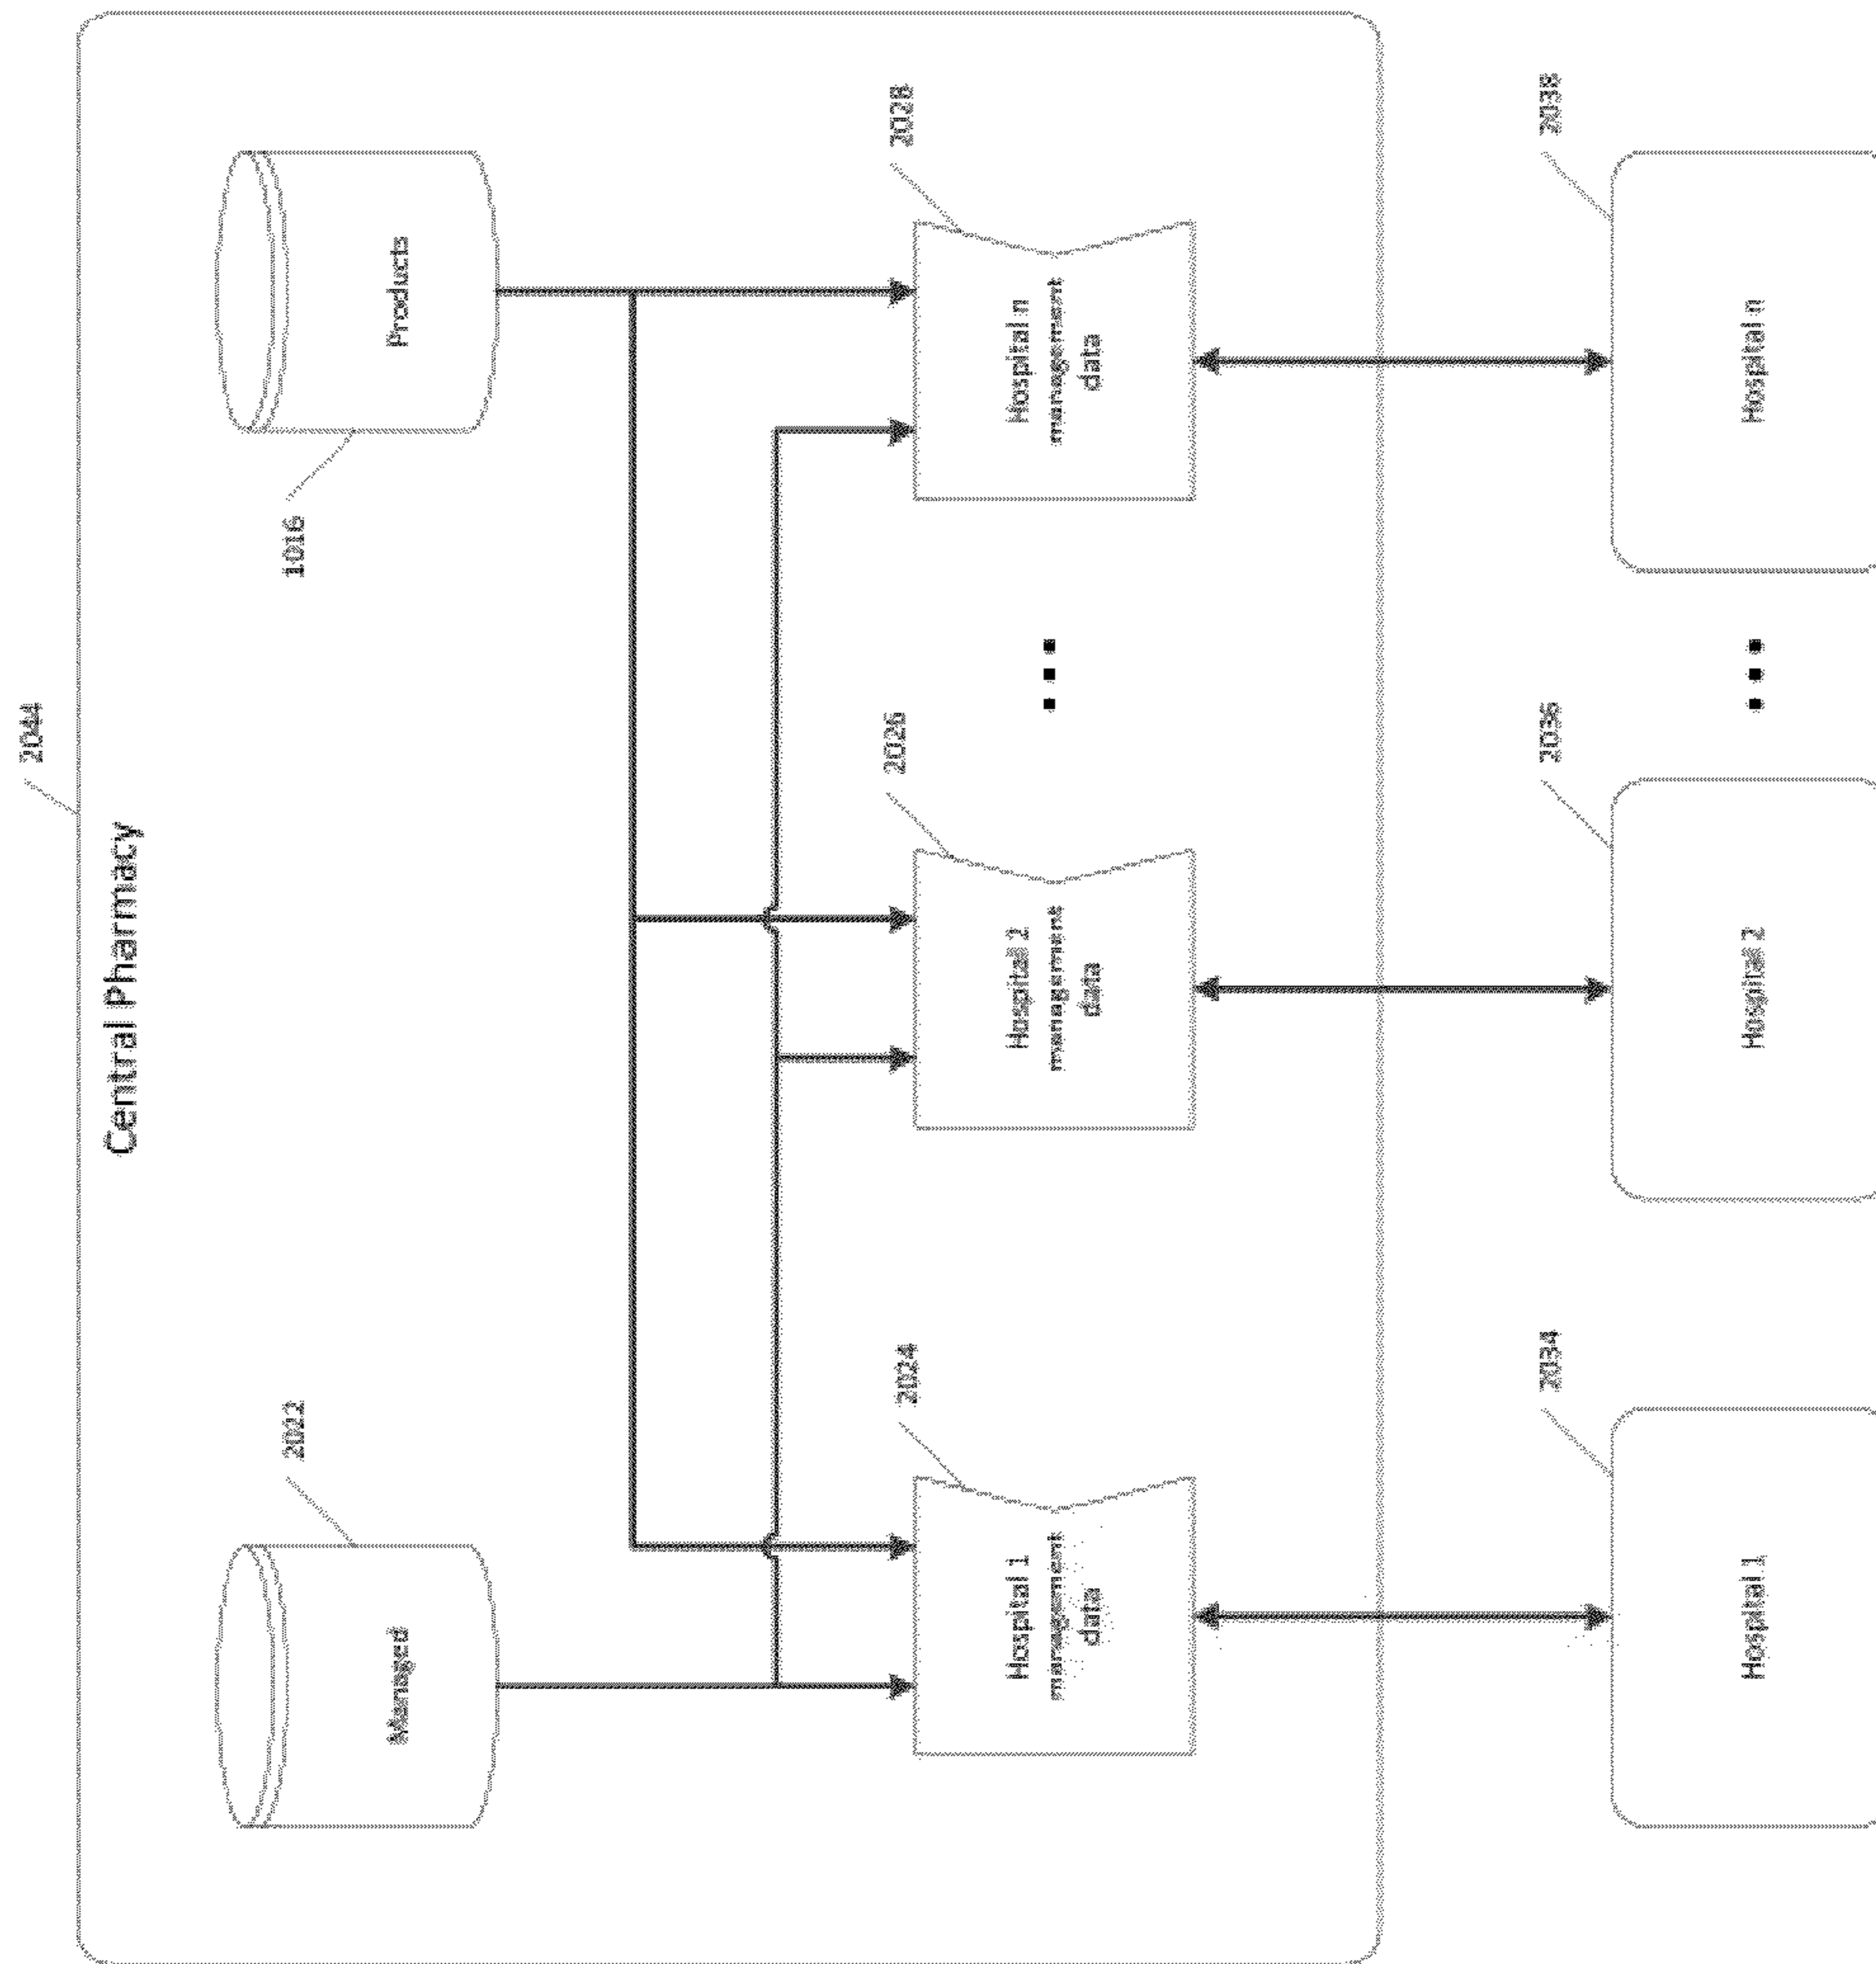 2044
Central Pharmacy
2022
1016
Managed
Products
2024
2026
2028
Hospital 1
management
data
Hospital 2
management
data
Hospital n
management
data
2034
2036
2038
Hospital 1
Hospital 2
Hospital n